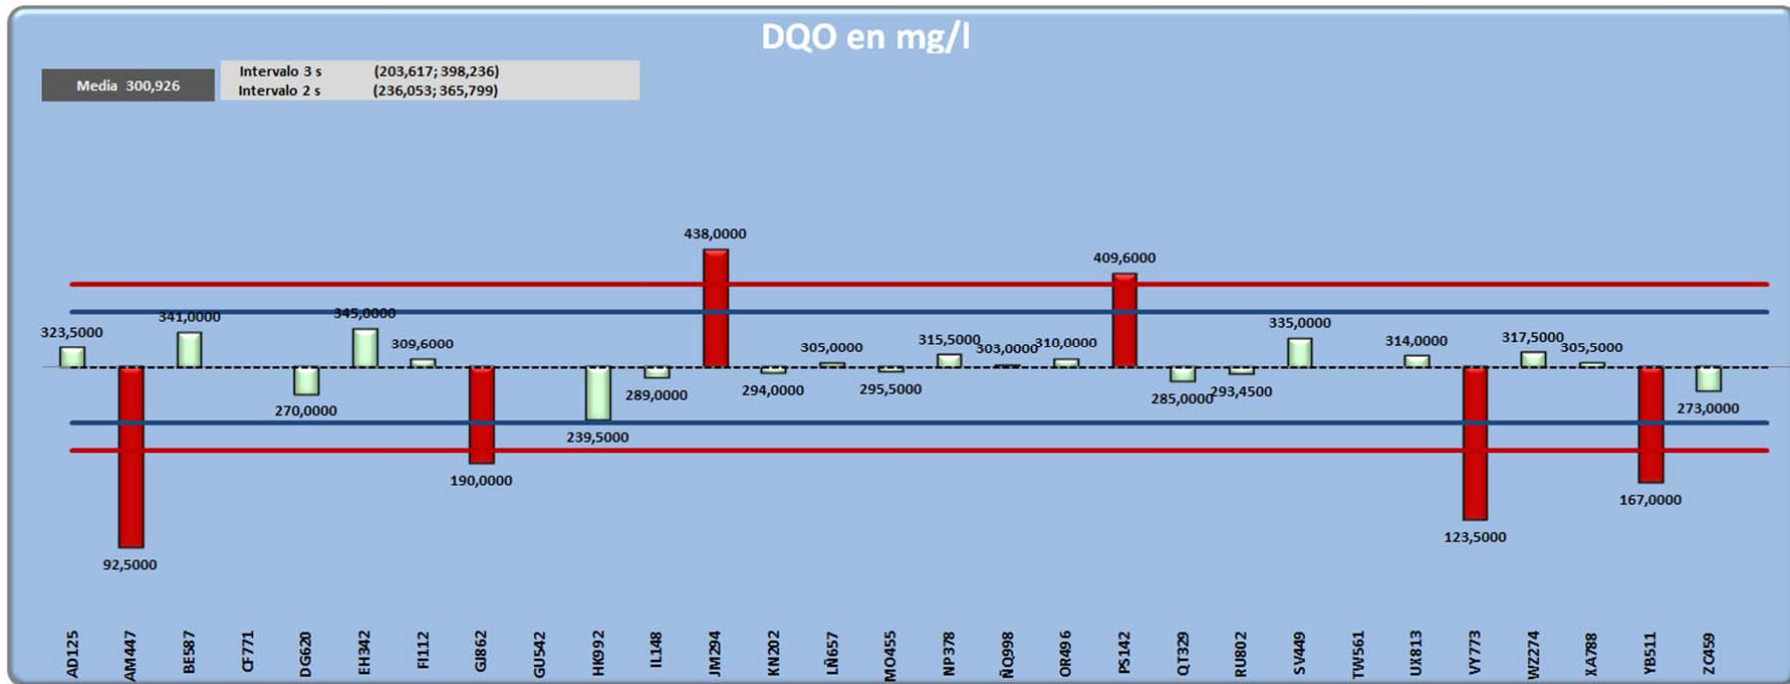 DQO en mg/l
Media 300,926
Intervalo 3 s (203,617; 398,236)
Intervalo 2 s (236,053; 365,799)
438,0000
409,6000
323,5000
341,0000
345,0000
309,6000
305,0000
315,5000
303,0000
310,0000
335,0000
314,0000
317,5000
305,5000
270,0000
289,0000
294,0000
295,5000
285,0000
293,4500
273,0000
239,5000
190,0000
167,0000
123,5000
92,5000
AD125
AM447
BE587
CF771
DG620
EH342
FI112
GI862
GU542
HK992
IL148
JM294
KN202
LÑ657
MO455
NP378
ÑQ998
OR496
PS142
QT329
RU802
SV449
TW561
UX813
VY773
WZ274
XA788
YB511
ZC459